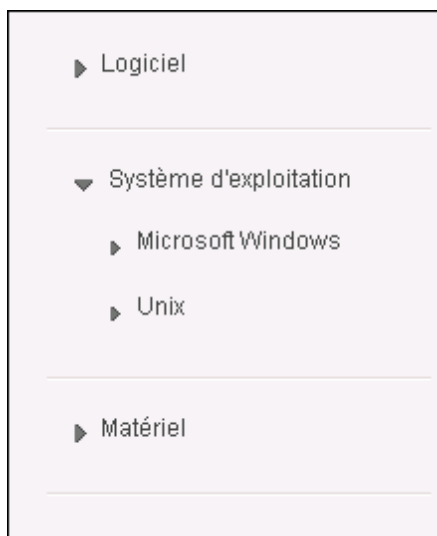 Logiciel
Système d'exploitation
Microsoft Windows
Unix
Matériel